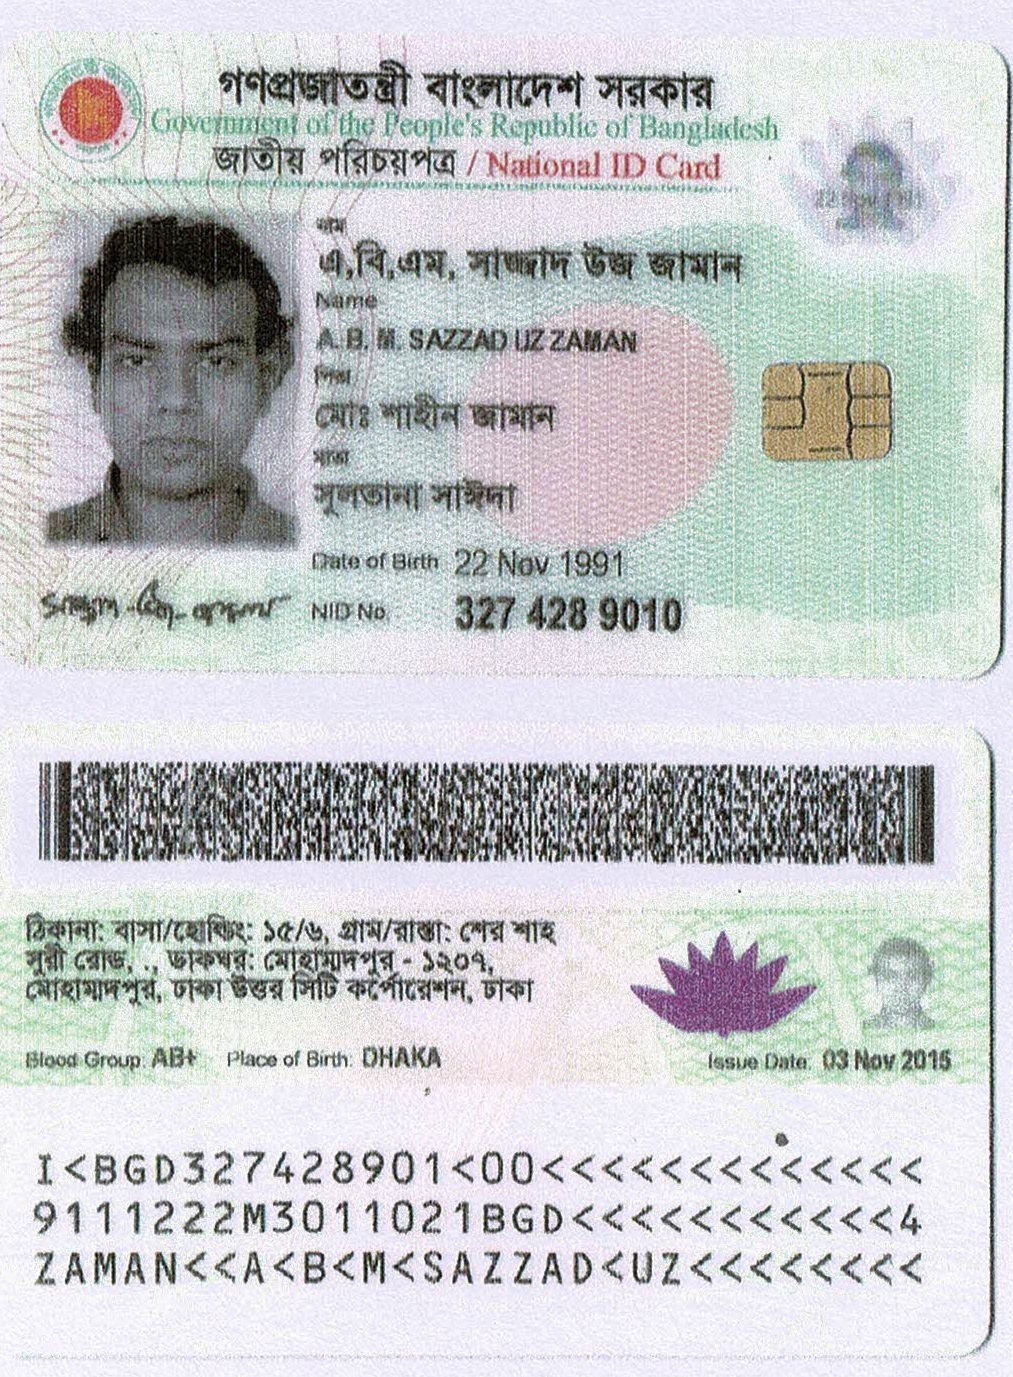 গণপ্রজাতন্ত্রী বাংলাদেশ সরকার
Government of the People's Republic of Bangladesh
জাতীয় পরিচয়পত্র / National ID Card
নাম
এ.বি.এম. সাজ্জাদ উজ জামান
Name
A. B. M. SAZZAD UZ ZAMAN
পিতা
মোঃ শাহীন জামান
মাতা
সুলতানা সাঈদা
Date of Birth 22 Nov 1991
NID No 327 428 9010
ঠিকানা: বাসা/হোল্ডিং: ১৫/৬, গ্রাম/রাস্তা: শের শাহ
সুরী রোড, ., ডাকঘর: মোহাম্মদপুর - ১২০৭,
মোহাম্মদপুর, ঢাকা উত্তর সিটি কর্পোরেশন, ঢাকা
Blood Group: AB+ Place of Birth: DHAKA Issue Date: 03 Nov 2015
I<BGD327428901<00<<<<<<<<<<<<<
9111222M3011021BGD<<<<<<<<<<<4
ZAMAN<<A<B<M<SAZZAD<UZ<<<<<<<<